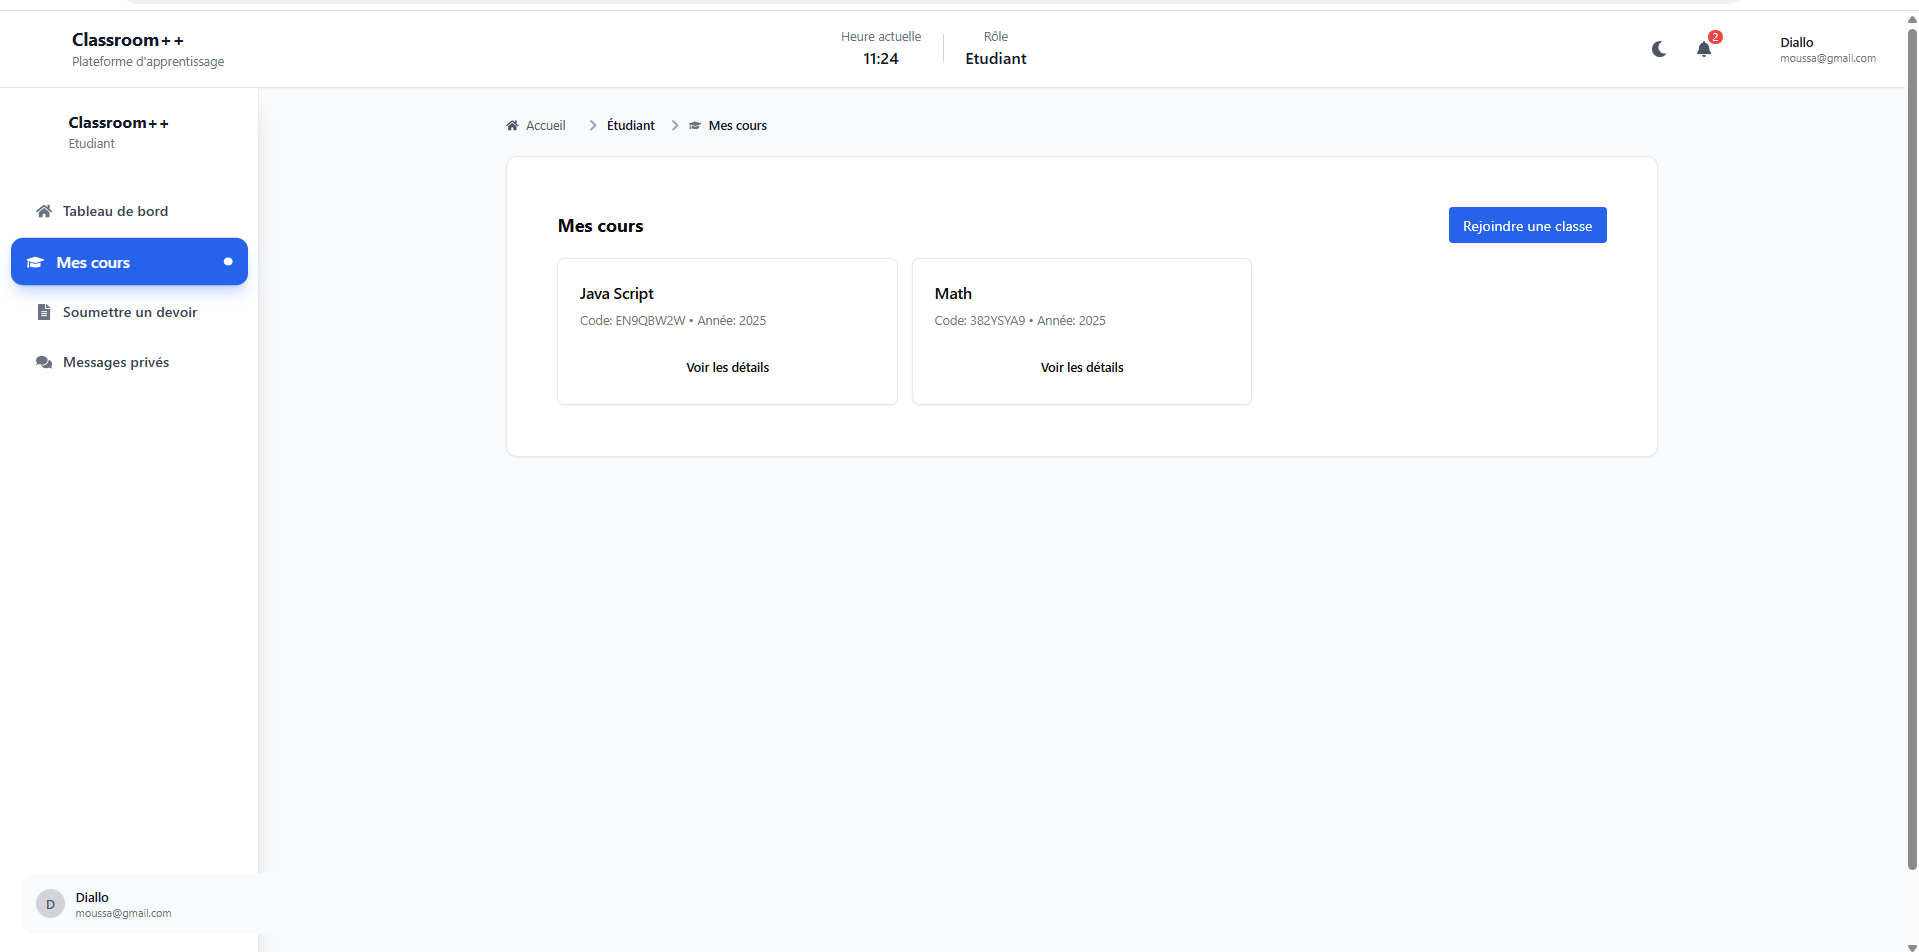 Classroom++
Plateforme d'apprentissage
Heure actuelle
11:24
Rôle
Etudiant
2
Diallo
moussa@gmail.com
Classroom++
Etudiant
Tableau de bord
Mes cours
Soumettre un devoir
Messages privés
Accueil
Étudiant
Mes cours
Mes cours
Rejoindre une classe
Java Script
Code: EN9QBW2W • Année: 2025
Voir les détails
Math
Code: 382YSYA9 • Année: 2025
Voir les détails
D
Diallo
moussa@gmail.com